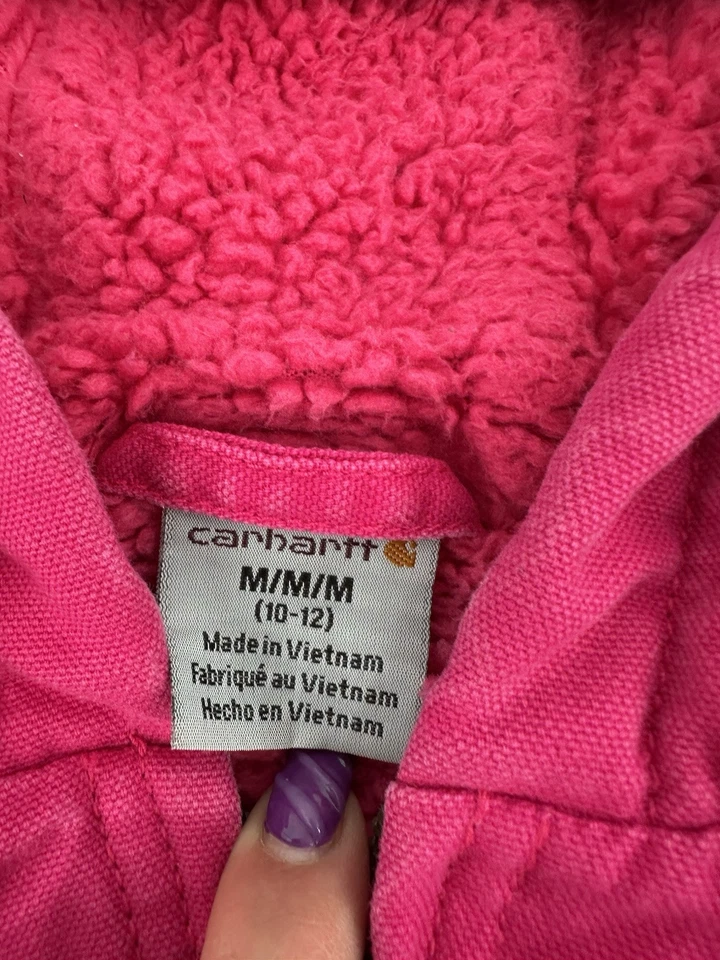 carhartt
M/M/M
(10-12)
Made in Vietnam
Fabriqué au Vietnam
Hecho en Vietnam